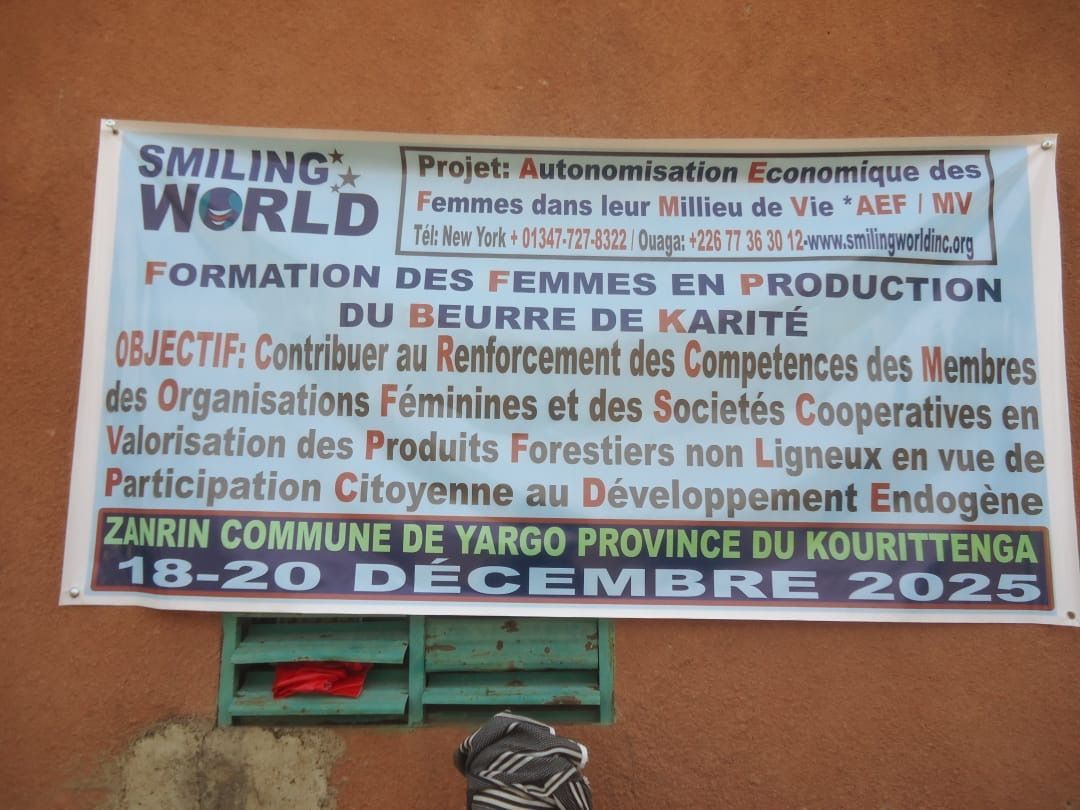 SMILING
WORLD
Projet: Autonomisation Economique des
Femmes dans leur Millieu de Vie * AEF / MV
Tél: New York + 01347-727-8322 / Ouaga: +226 77 36 30 12-www.smilingworldinc.org
FORMATION DES FEMMES EN PRODUCTION
DU BEURRE DE KARITÉ
OBJECTIF: Contribuer au Renforcement des Competences des Membres
des Organisations Féminines et des Societés Cooperatives en
Valorisation des Produits Forestiers non Ligneux en vue de
Participation Citoyenne au Développement Endogène
ZANRIN COMMUNE DE YARGO PROVINCE DU KOURITTENGA
18-20 DÉCEMBRE 2025